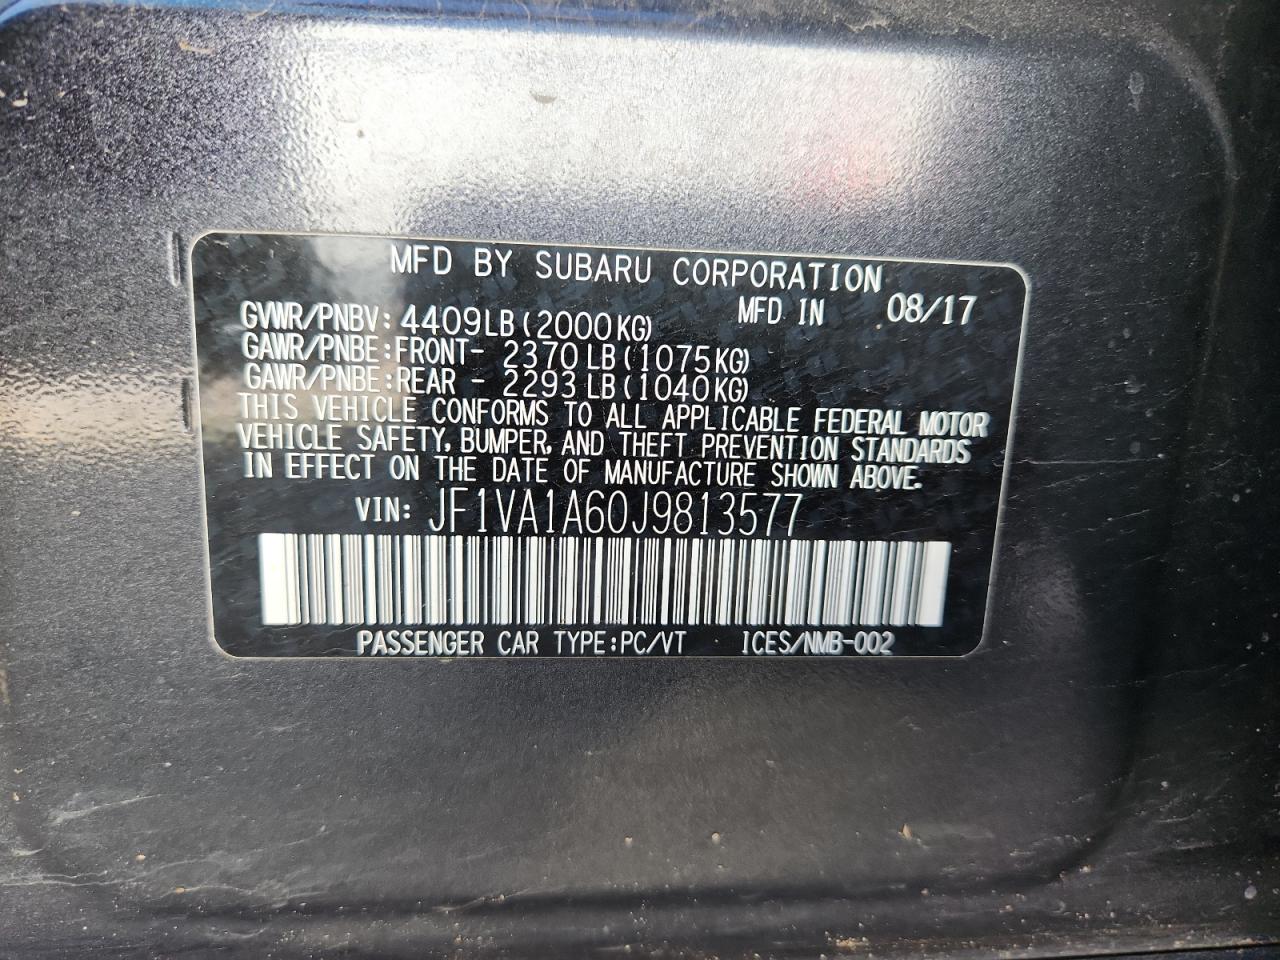 MFD BY SUBARU CORPORATION
MFD IN 08/17
GVWR/PNBV: 4409LB(2000KG)
GAWR/PNBE:FRONT- 2370LB(1075KG)
GAWR/PNBE:REAR - 2293LB(1040KG)
THIS VEHICLE CONFORMS TO ALL APPLICABLE FEDERAL MOTOR
VEHICLE SAFETY, BUMPER, AND THEFT PREVENTION STANDARDS
IN EFFECT ON THE DATE OF MANUFACTURE SHOWN ABOVE.
VIN: JF1VA1A60J9813577
PASSENGER CAR TYPE:PC/VT ICES/NMB-002